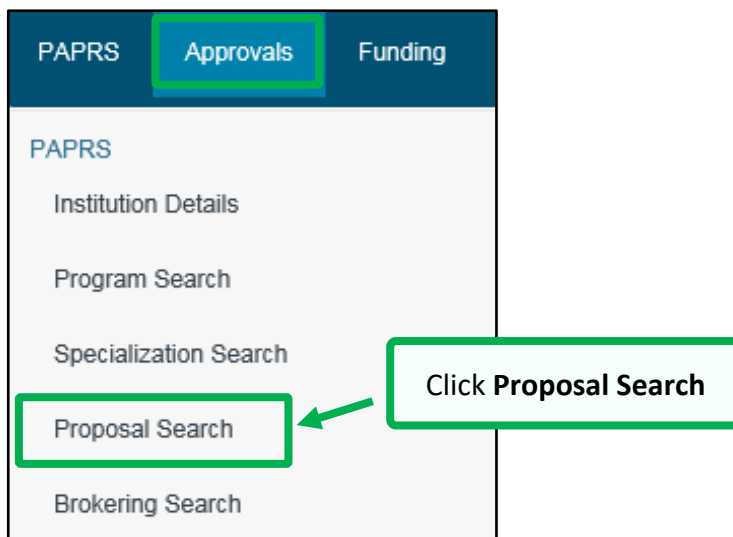 PAPRS Approvals Funding
PAPRS
Institution Details
Program Search
Specialization Search
Click Proposal Search
Proposal Search
Brokering Search